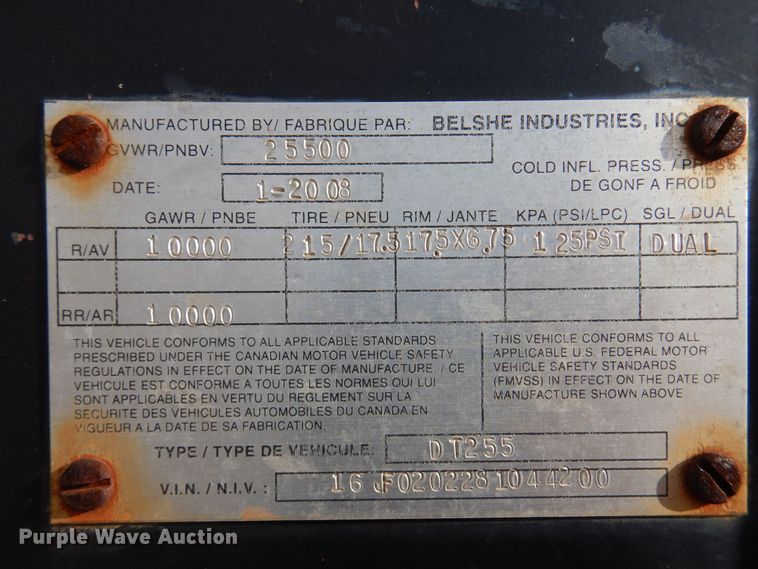 MANUFACTURED BY/ FABRIQUE PAR: BELSHE INDUSTRIES, INC
GVWR/PNBV: 25500
COLD INFL. PRESS. / PRESS
DE GONF A FROID
DATE: 1-2008
GAWR / PNBE TIRE / PNEU RIM / JANTE KPA (PSI/LPC) SGL / DUAL
R/AV 10000 215/17.5 17.5X6.75 125PSI DUAL
RR/AR 10000
THIS VEHICLE CONFORMS TO ALL APPLICABLE STANDARDS
PRESCRIBED UNDER THE CANADIAN MOTOR VEHICLE SAFETY
REGULATIONS IN EFFECT ON THE DATE OF MANUFACTURE. / CE
VEHICULE EST CONFORME A TOUTES LES NORMES QUI LUI
SONT APPLICABLES EN VERTU DU REGLEMENT SUR LA
SECURITE DES VEHICULES AUTOMOBILES DU CANADA EN
VIGUEUR A LA DATE DE SA FABRICATION.
THIS VEHICLE CONFORMS TO ALL
APPLICABLE U.S. FEDERAL MOTOR
VEHICLE SAFETY STANDARDS
(FMVSS) IN EFFECT ON THE DATE OF
MANUFACTURE SHOWN ABOVE
TYPE / TYPE DE VEHICULE: DT255
V.I.N. / N.I.V. : 16JF0202281044200
Purple Wave Auction